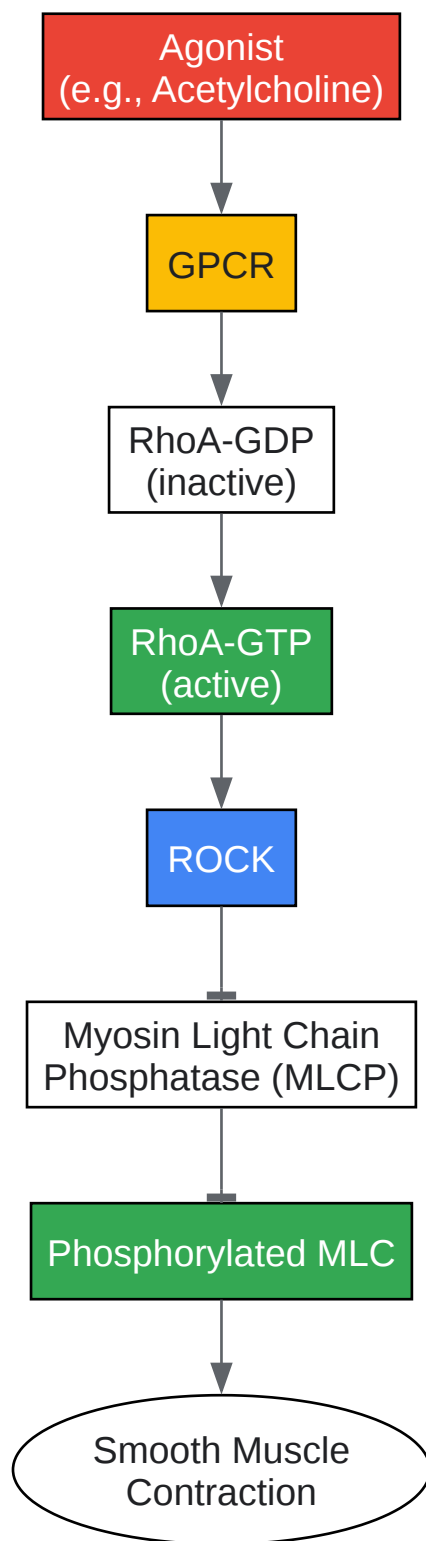 Agonist
(e.g., Acetylcholine)
GPCR
RhoA-GDP
(inactive)
RhoA-GTP
(active)
ROCK
Myosin Light Chain
Phosphatase (MLCP)
Phosphorylated MLC
Smooth Muscle
Contraction